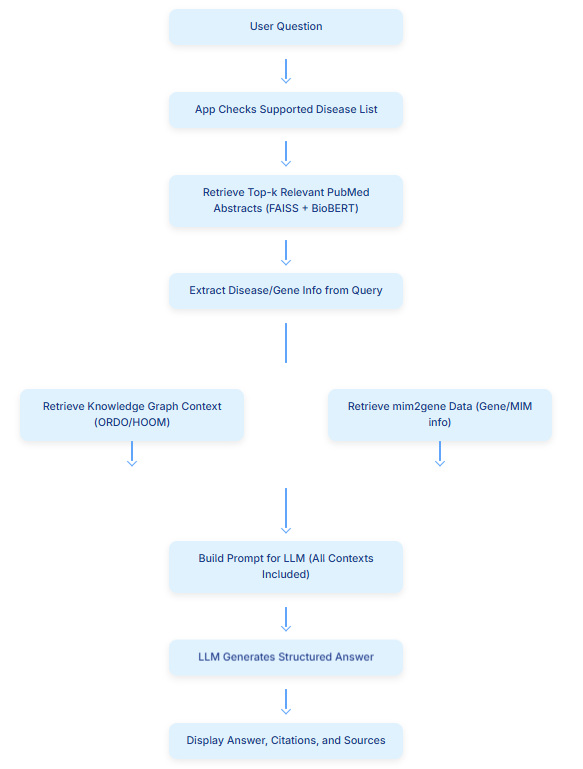 User Question
App Checks Supported Disease List
Retrieve Top-k Relevant PubMed
Abstracts (FAISS + BioBERT)
Extract Disease/Gene Info from Query
Retrieve Knowledge Graph Context
(ORDO/HOOM)
Retrieve mim2gene Data (Gene/MIM
info)
Build Prompt for LLM (All Contexts
Included)
LLM Generates Structured Answer
Display Answer, Citations, and Sources